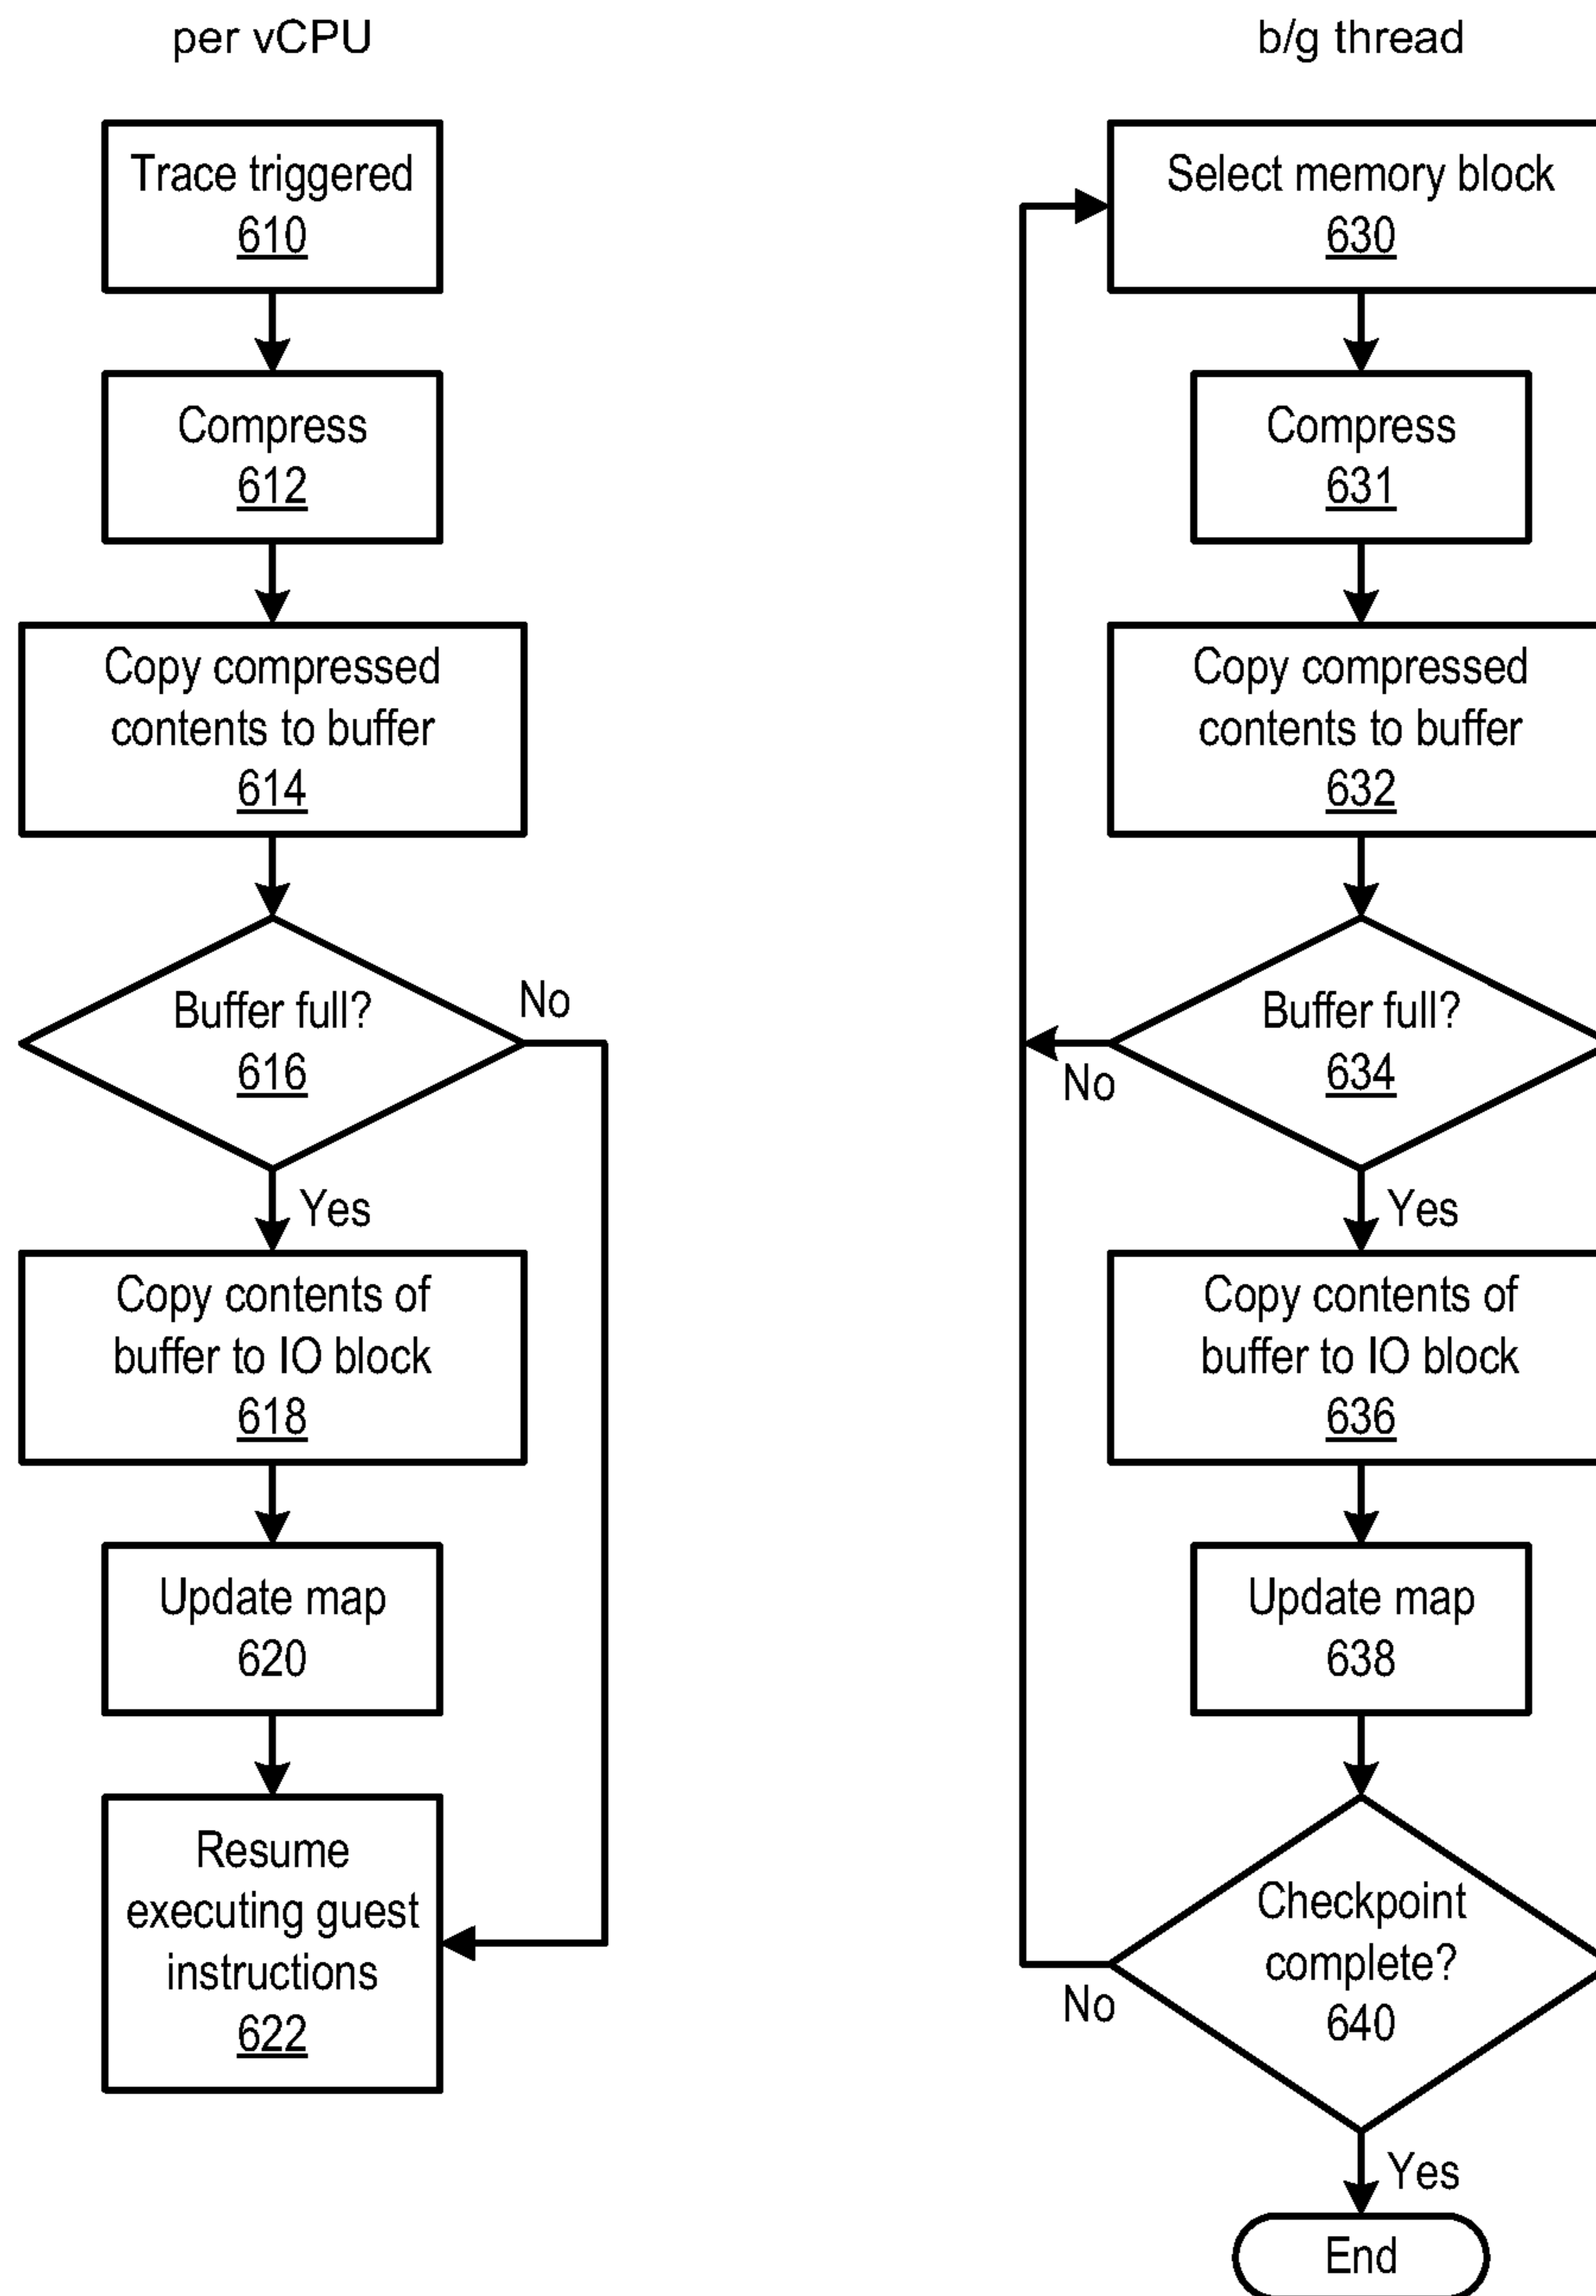 per vCPU
Trace triggered
610
Compress
612
Copy compressed
contents to buffer
614
Buffer full?
616
No
Yes
Copy contents of
buffer to IO block
618
Update map
620
Resume
executing guest
instructions
622
b/g thread
Select memory block
630
Compress
631
Copy compressed
contents to buffer
632
Buffer full?
634
No
Yes
Copy contents of
buffer to IO block
636
Update map
638
Checkpoint
complete?
640
No
Yes
End